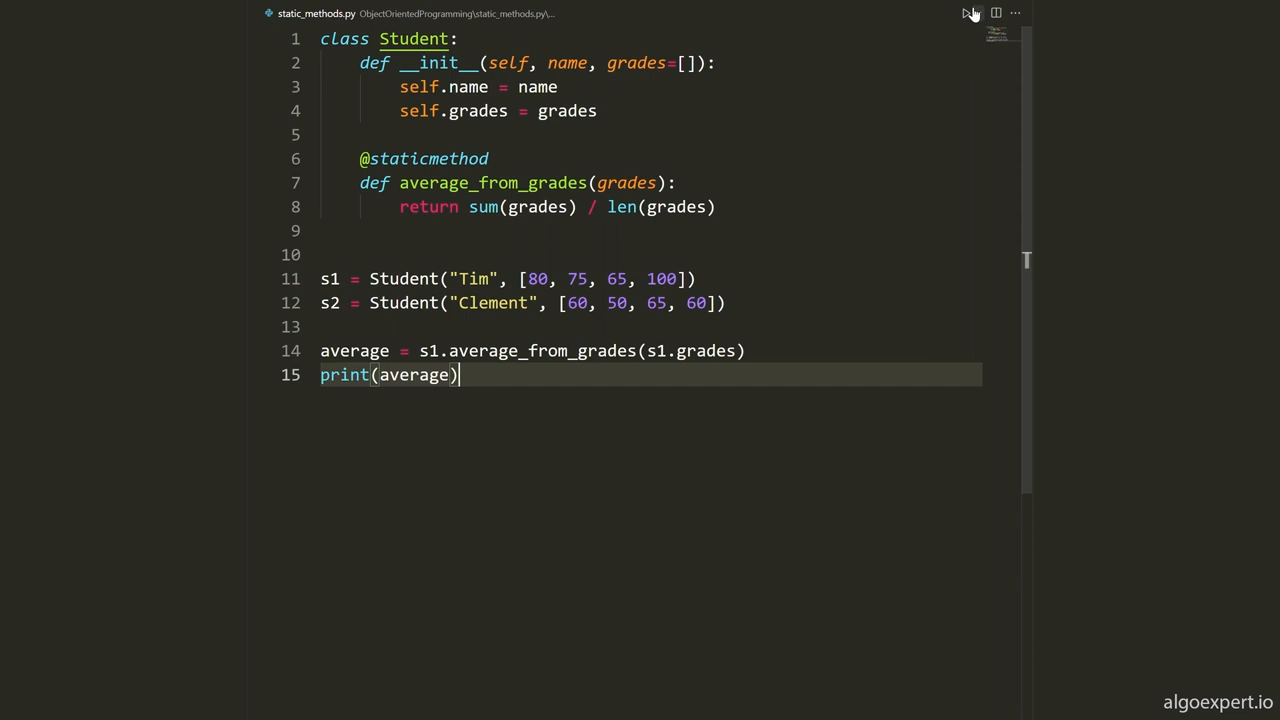 static_methods.py ObjectOrientedProgramming\static_methods.py\...
1 class Student:
2     def __init__(self, name, grades=[]):
3         self.name = name
4         self.grades = grades
5
6     @staticmethod
7     def average_from_grades(grades):
8         return sum(grades) / len(grades)
9
10
11 s1 = Student("Tim", [80, 75, 65, 100])
12 s2 = Student("Clement", [60, 50, 65, 60])
13
14 average = s1.average_from_grades(s1.grades)
15 print(average)
algoexpert.io